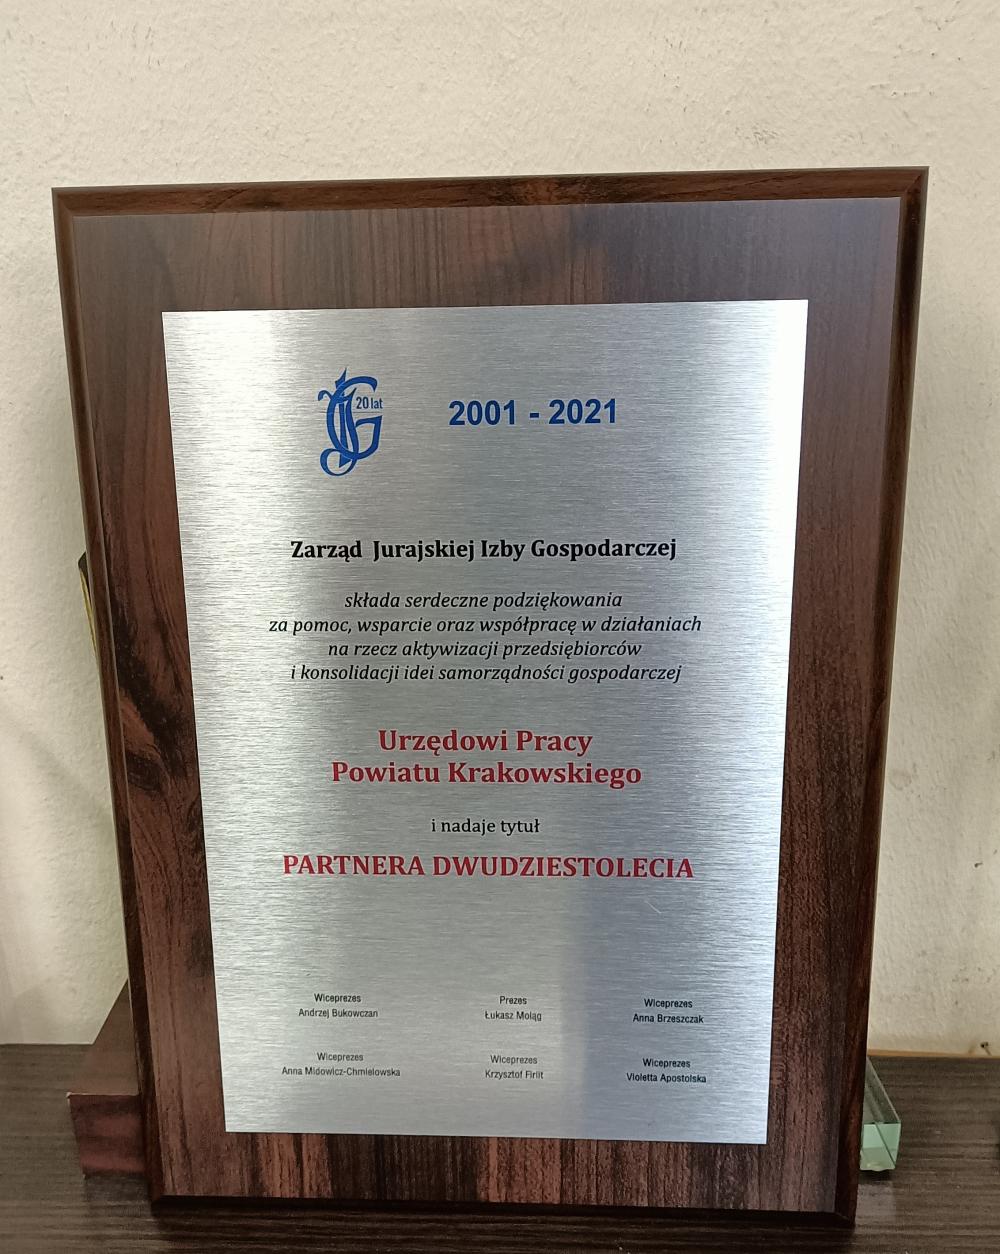 20 lat
2001 - 2021
Zarząd Jurajskiej Izby Gospodarczej
składa serdeczne podziękowania
za pomoc, wsparcie oraz współpracę w działaniach
na rzecz aktywizacji przedsiębiorców
i konsolidacji idei samorządności gospodarczej
Urzędowi Pracy
Powiatu Krakowskiego
i nadaje tytuł
PARTNERA DWUDZIESTOLECIA
Wiceprezes
Andrzej Bukowczan
Prezes
Łukasz Moląg
Wiceprezes
Anna Brzeszczak
Wiceprezes
Anna Midowicz-Chmielowska
Wiceprezes
Krzysztof Firlit
Wiceprezes
Violetta Apostolska